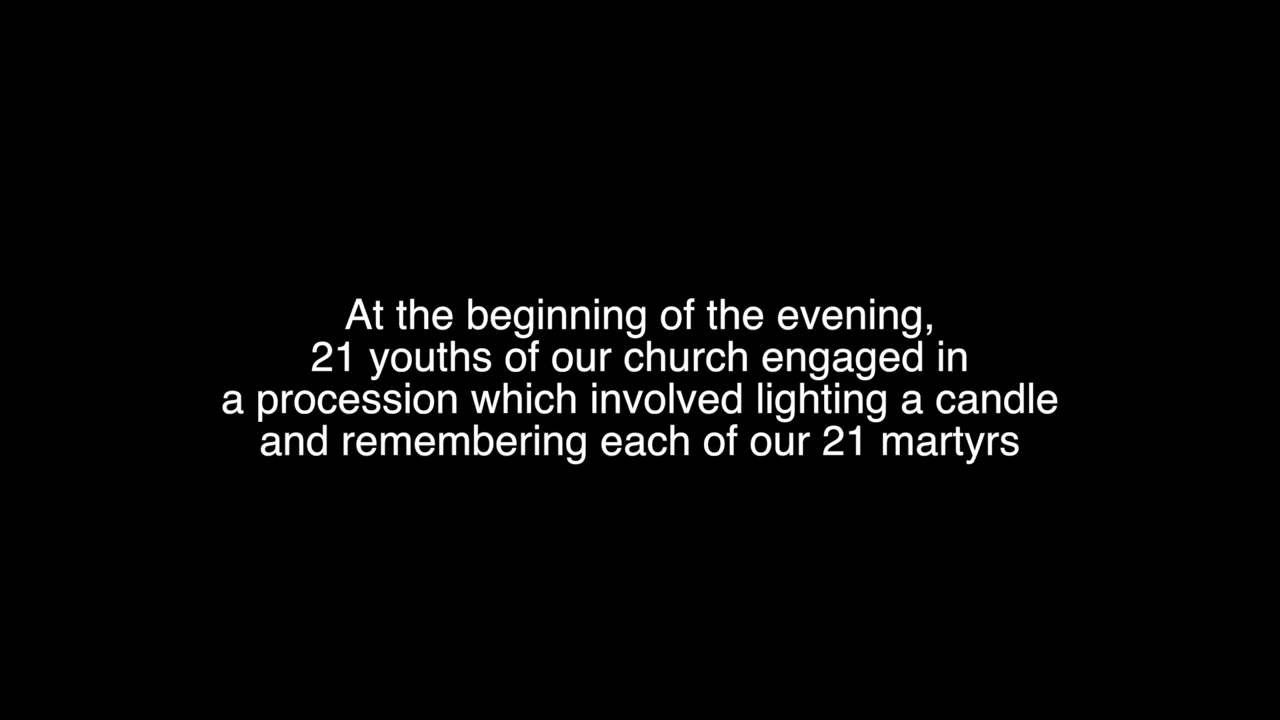 At the beginning of the evening,
21 youths of our church engaged in
a procession which involved lighting a candle
and remembering each of our 21 martyrs